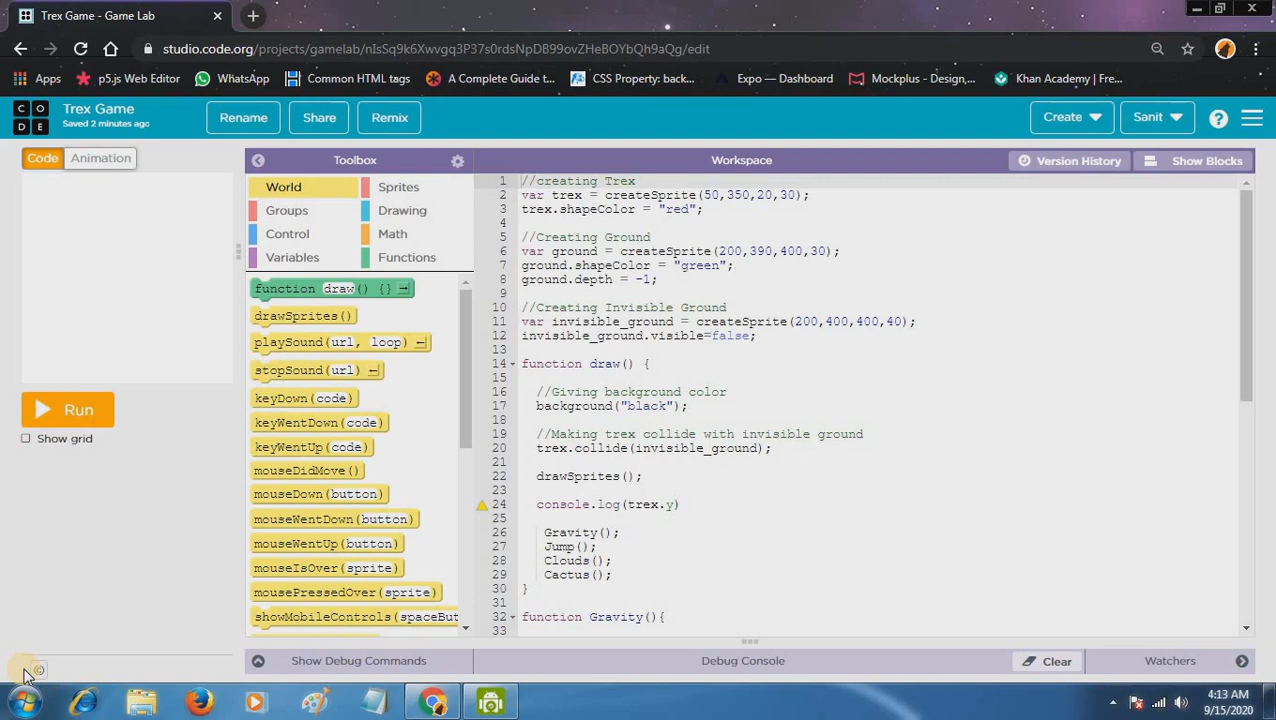 Trex Game - Game Lab
studio.code.org/projects/gamelab/nIsSq9k6Xwvgq3P37s0rdsNpDB99ovZHeBOYbQh9aQg/edit
Apps
p5.js Web Editor
WhatsApp
Common HTML tags
A Complete Guide t...
CSS Property: back...
Expo — Dashboard
Mockplus - Design,...
Khan Academy | Fre...
C O
D E
Trex Game
Saved 2 minutes ago
Rename
Share
Remix
Create
Sanit
?
Code
Animation
Toolbox
Workspace
Version History
Show Blocks
World
Sprites
Groups
Drawing
Control
Math
Variables
Functions
function draw() {}
drawSprites()
playSound(url, loop)
stopSound(url)
keyDown(code)
keyWentDown(code)
keyWentUp(code)
mouseDidMove()
mouseDown(button)
mouseWentDown(button)
mouseWentUp(button)
mouseIsOver(sprite)
mousePressedOver(sprite)
showMobileControls(spaceBut
Run
Show grid
1 //creating Trex
2 var trex = createSprite(50,350,20,30);
3 trex.shapeColor = "red";
4
5 //Creating Ground
6 var ground = createSprite(200,390,400,30);
7 ground.shapeColor = "green";
8 ground.depth = -1;
9
10 //Creating Invisible Ground
11 var invisible_ground = createSprite(200,400,400,40);
12 invisible_ground.visible=false;
13
14 function draw() {
15
16 //Giving background color
17 background("black");
18
19 //Making trex collide with invisible ground
20 trex.collide(invisible_ground);
21
22 drawSprites();
23
24 console.log(trex.y)
25
26 Gravity();
27 Jump();
28 Clouds();
29 Cactus();
30 }
31
32 function Gravity(){
33
Show Debug Commands
Debug Console
Clear
Watchers
©
4:13 AM
9/15/2020